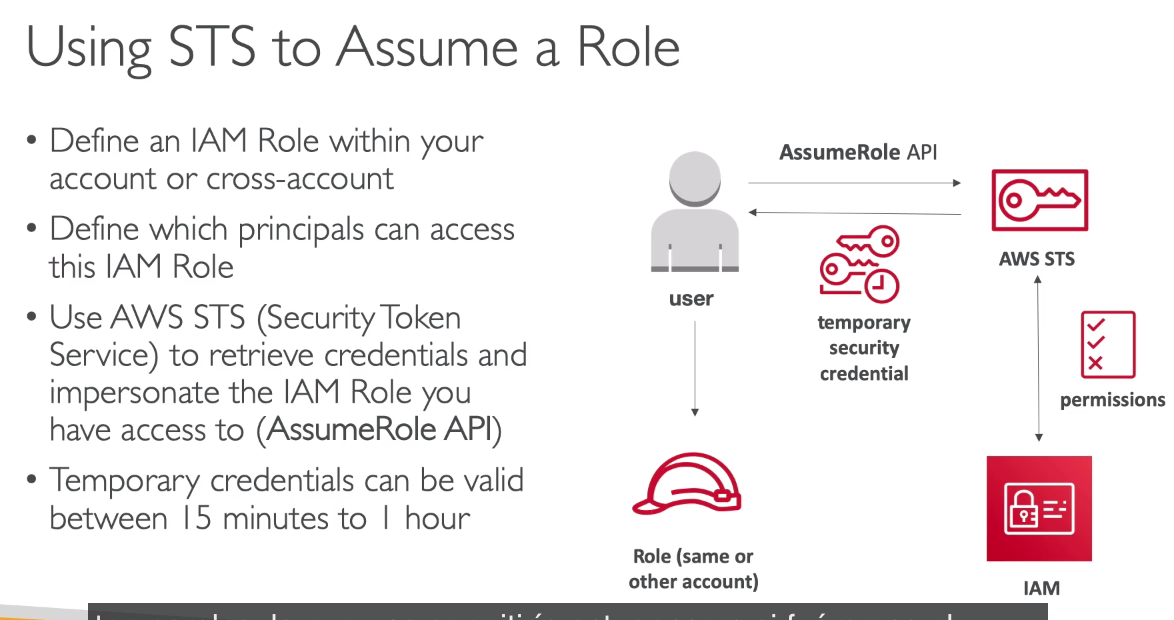 Using STS to Assume a Role
• Define an IAM Role within your
account or cross-account
• Define which principals can access
this IAM Role
• Use AWS STS (Security Token
Service) to retrieve credentials and
impersonate the IAM Role you
have access to (AssumeRole API)
• Temporary credentials can be valid
between 15 minutes to 1 hour
AssumeRole API
AWS STS
user
temporary
security
credential
permissions
Role (same or
other account)
IAM